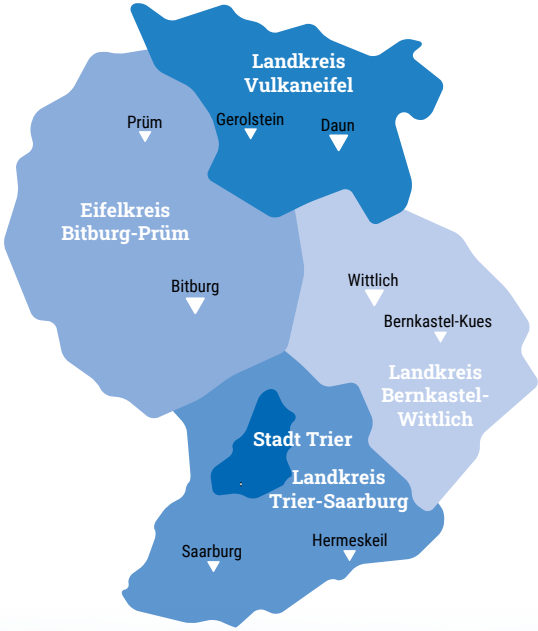 Landkreis
Vulkaneifel
Prüm
Gerolstein
Daun
Eifelkreis
Bitburg-Prüm
Bitburg
Wittlich
Bernkastel-Kues
Landkreis
Bernkastel-
Wittlich
Stadt Trier
Landkreis
Trier-Saarburg
Hermeskeil
Saarburg